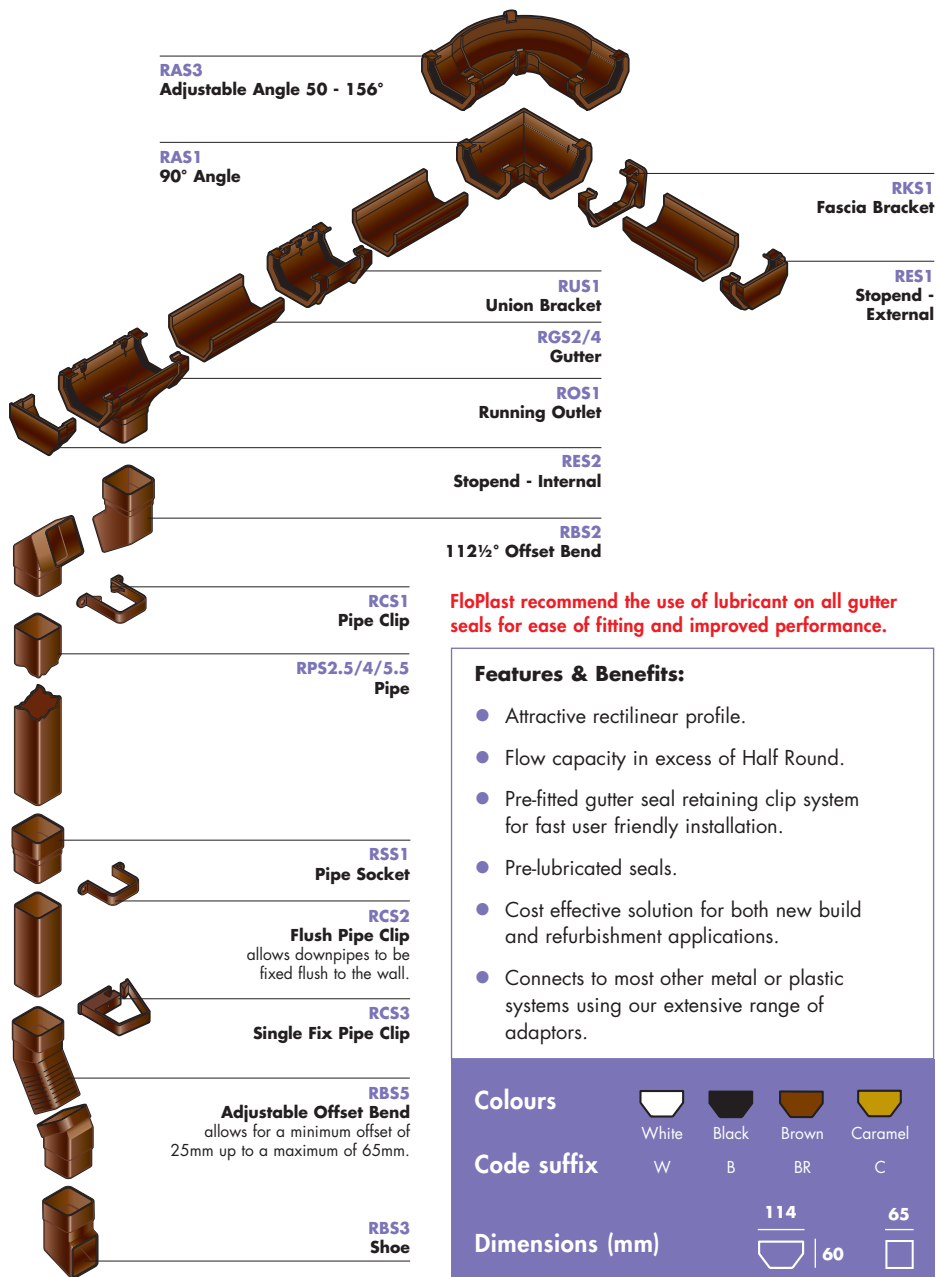 RAS3
Adjustable Angle 50 - 156°
RAS1
90° Angle
RKS1
Fascia Bracket
RES1
Stopend -
External
RUS1
Union Bracket
RGS2/4
Gutter
ROS1
Running Outlet
RES2
Stopend - Internal
RBS2
112½° Offset Bend
RCS1
Pipe Clip
RPS2.5/4/5.5
Pipe
RSS1
Pipe Socket
RCS2
Flush Pipe Clip
allows downpipes to be
fixed flush to the wall.
RCS3
Single Fix Pipe Clip
RBS5
Adjustable Offset Bend
allows for a minimum offset of
25mm up to a maximum of 65mm.
RBS3
Shoe
FloPlast recommend the use of lubricant on all gutter
seals for ease of fitting and improved performance.
Features & Benefits:
● Attractive rectilinear profile.
● Flow capacity in excess of Half Round.
● Pre-fitted gutter seal retaining clip system
for fast user friendly installation.
● Pre-lubricated seals.
● Cost effective solution for both new build
and refurbishment applications.
● Connects to most other metal or plastic
systems using our extensive range of
adaptors.
Colours
White Black Brown Caramel
Code suffix W B BR C
114 65
Dimensions (mm) 60